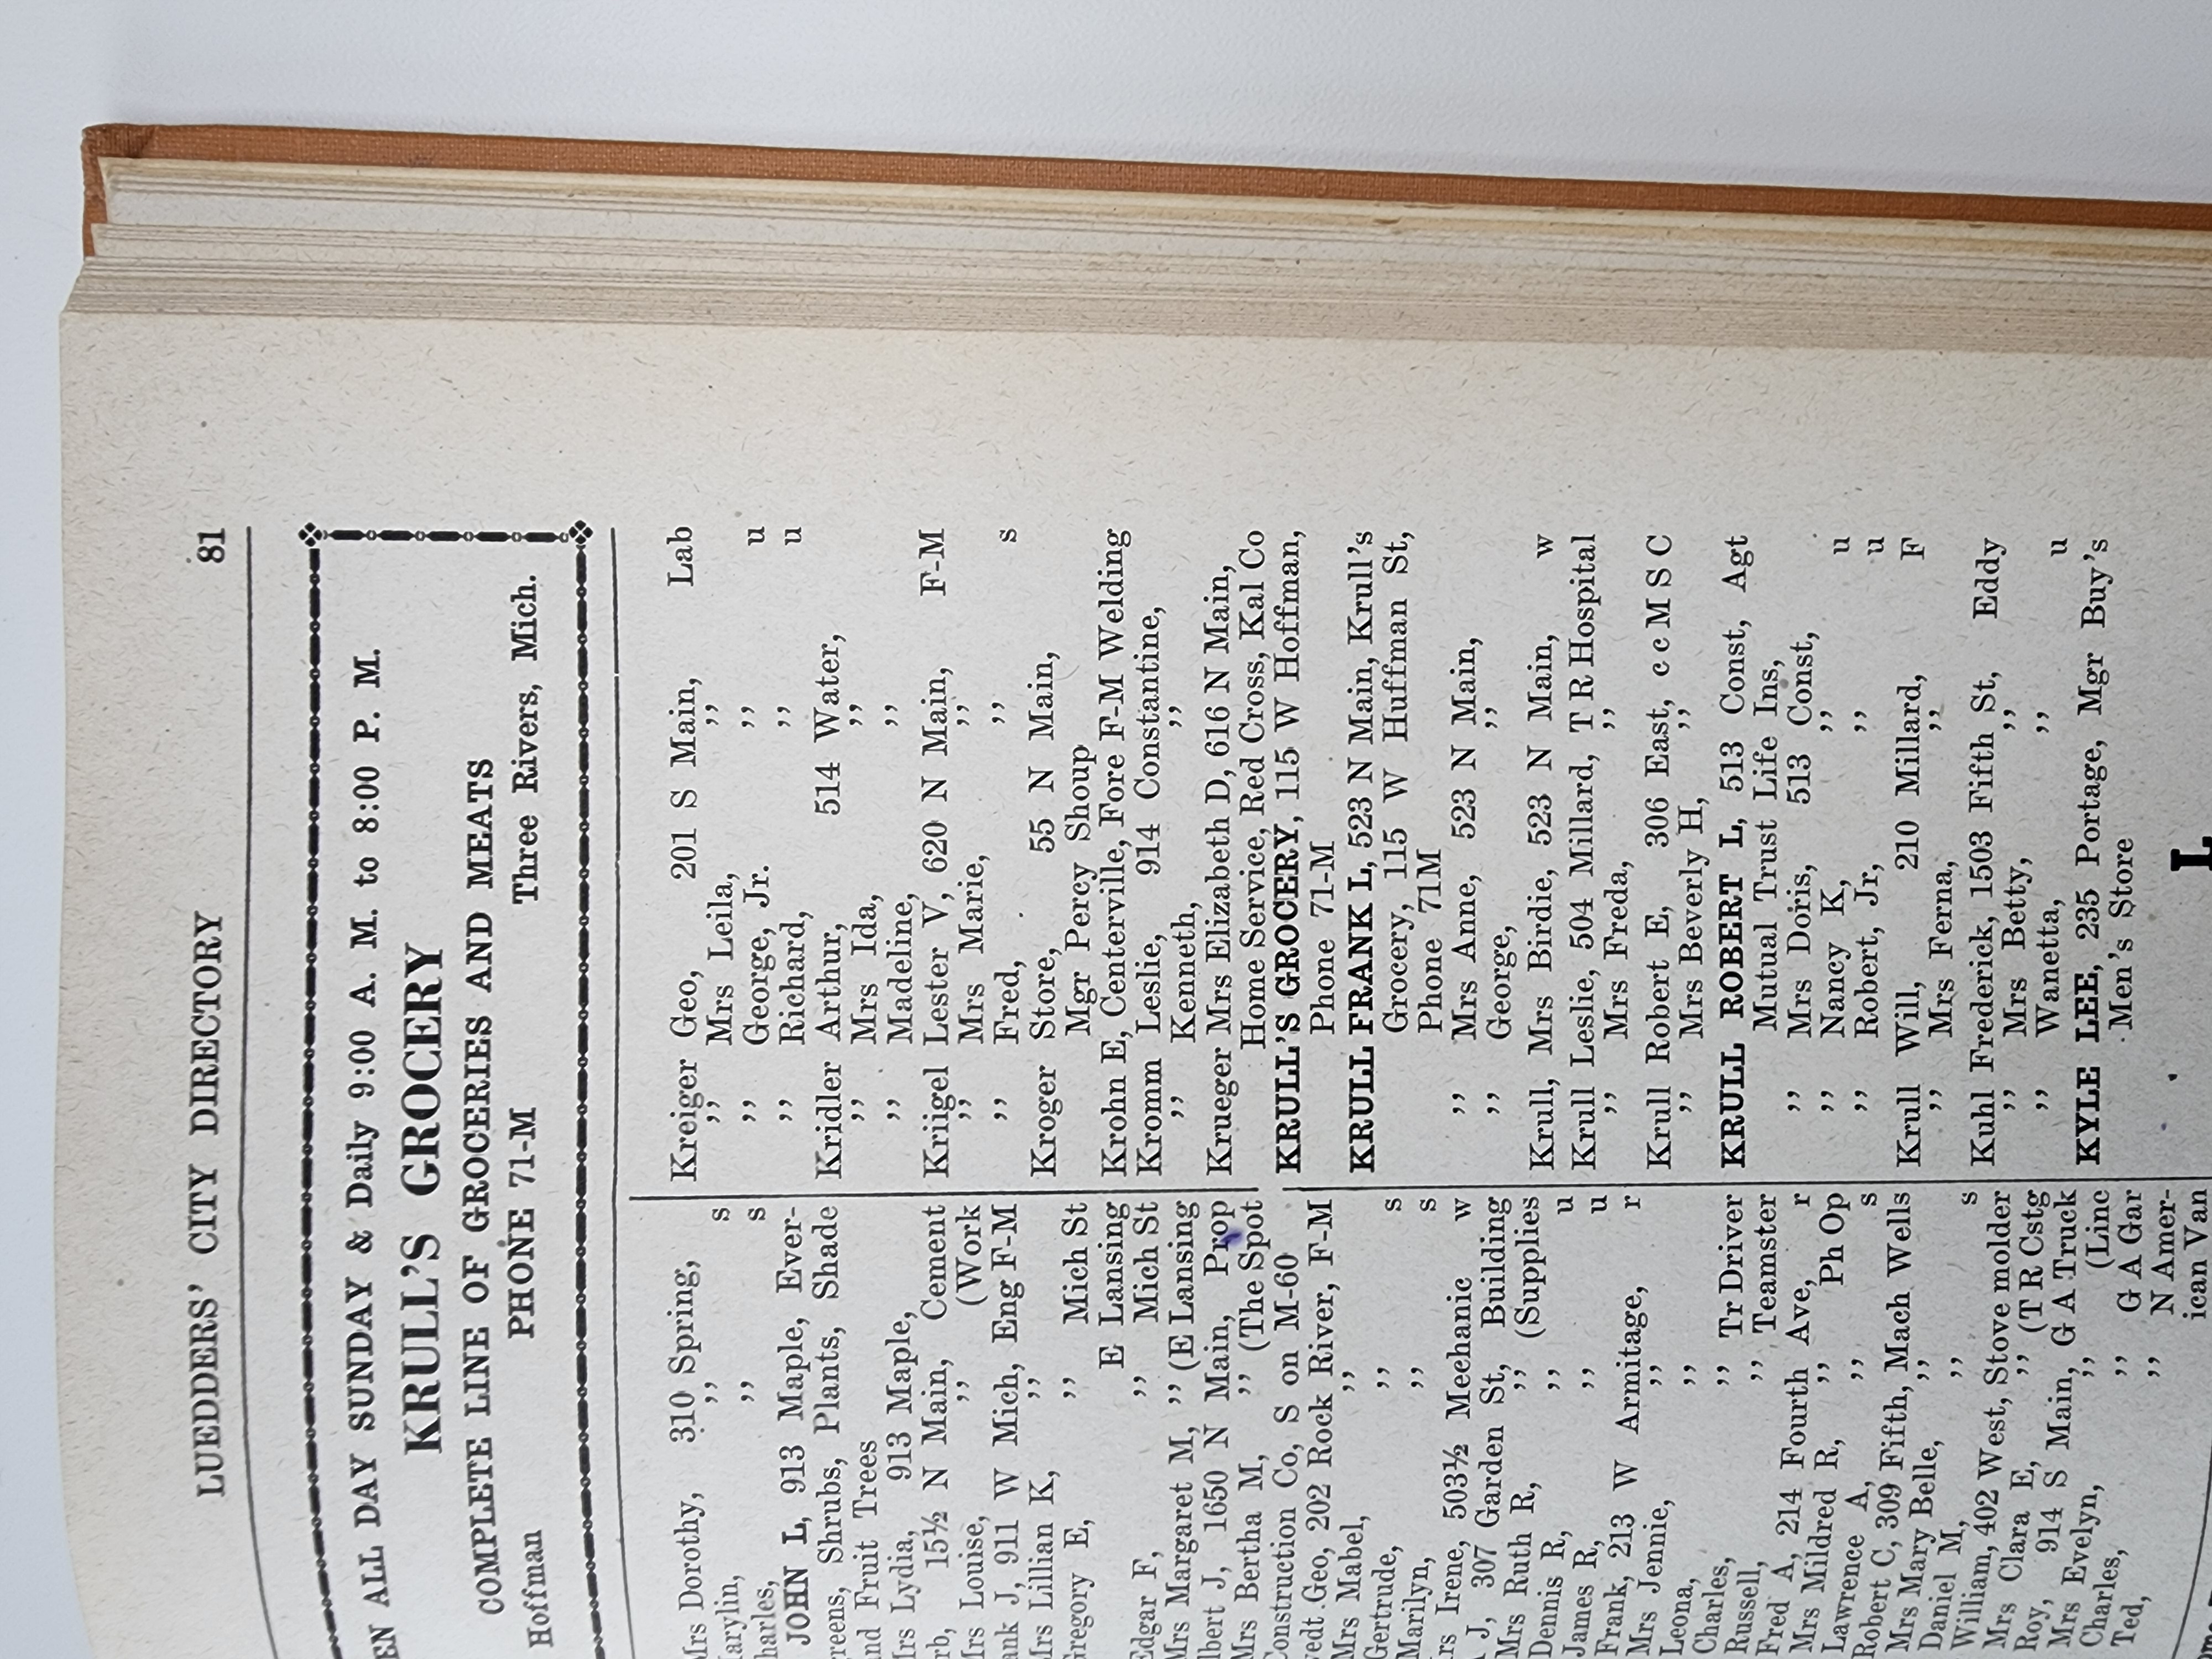 LUEDDERS' CITY DIRECTORY 81
ALL DAY SUNDAY & Daily 9:00 A. M. to 8:00 P. M.
KRULL'S GROCERY
COMPLETE LINE OF GROCERIES AND MEATS
Hoffman PHONE 71-M Three Rivers, Mich.
Mrs Dorothy, 310 Spring,
,, s
,, s
JOHN L, 913 Maple, Ever-
greens, Shrubs, Plants, Shade
and Fruit Trees
Mrs Lydia, 913 Maple,
15½ N Main, Cement
Mrs Louise, ,, (Work
J, 911 W Mich, Eng F-M
Mrs Lillian K, ,,
Gregory E, ,, Mich St
E Lansing
Edgar F, ,, Mich St
Mrs Margaret M, ,, (E Lansing
J, 1650 N Main, Prop
Mrs Bertha M, ,, (The Spot
Construction Co, S on M-60
Geo, 202 Rock River, F-M
Mrs Mabel, ,,
Gertrude, ,, s
Marilyn, ,, s
Irene, 503½ Mechanic w
J, 307 Garden St, Building
Mrs Ruth R, ,, (Supplies
Dennis R, ,, u
James R, ,, u
Frank, 213 W Armitage, r
Mrs Jennie, ,,
Leona, ,,
Charles, ,, Tr Driver
Russell, ,, Teamster
Fred A, 214 Fourth Ave, r
Mrs Mildred R, ,, Ph Op
Lawrence A, ,, s
Robert C, 309 Fifth, Mach Wells
Mrs Mary Belle, ,,
Daniel M, ,, s
William, 402 West, Stove molder
Mrs Clara E, ,, (T R Cstg
Roy, 914 S Main, G A Truck
Mrs Evelyn, ,, (Line
Charles, ,, G A Gar
Ted, ,, N Amer-
ican Van
Kreiger Geo, 201 S Main, Lab
,, Mrs Leila, ,,
,, George, Jr. ,, u
,, Richard, ,, u
Kridler Arthur, 514 Water,
,, Mrs Ida, ,,
,, Madeline, ,,
Kriigel Lester V, 620 N Main, F-M
,, Mrs Marie, ,,
,, Fred, ,, s
Kroger Store, 55 N Main,
Mgr Percy Shoup
Krohn E, Centerville, Fore F-M Welding
Kromm Leslie, 914 Constantine,
,, Kenneth, ,,
Krueger Mrs Elizabeth D, 616 N Main,
Home Service, Red Cross, Kal Co
KRULL'S GROCERY, 115 W Hoffman,
Phone 71-M
KRULL FRANK L, 523 N Main, Krull's
Grocery, 115 W Huffman St,
Phone 71M
,, Mrs Anne, 523 N Main,
,, George, ,,
Krull, Mrs Birdie, 523 N Main, w
Krull Leslie, 504 Millard, T R Hospital
,, Mrs Freda, ,,
Krull Robert E, 306 East, c c M S C
,, Mrs Beverly H, ,,
KRULL ROBERT L, 513 Const, Agt
Mutual Trust Life Ins,
,, Mrs Doris, 513 Const,
,, Nancy K, ,, u
,, Robert, Jr, ,, u
Krull Will, 210 Millard, F
,, Mrs Ferna, ,,
Kuhl Frederick, 1503 Fifth St, Eddy
,, Mrs Betty, ,,
,, Wanetta, ,, u
KYLE LEE, 235 Portage, Mgr Buy's
Men's Store
L